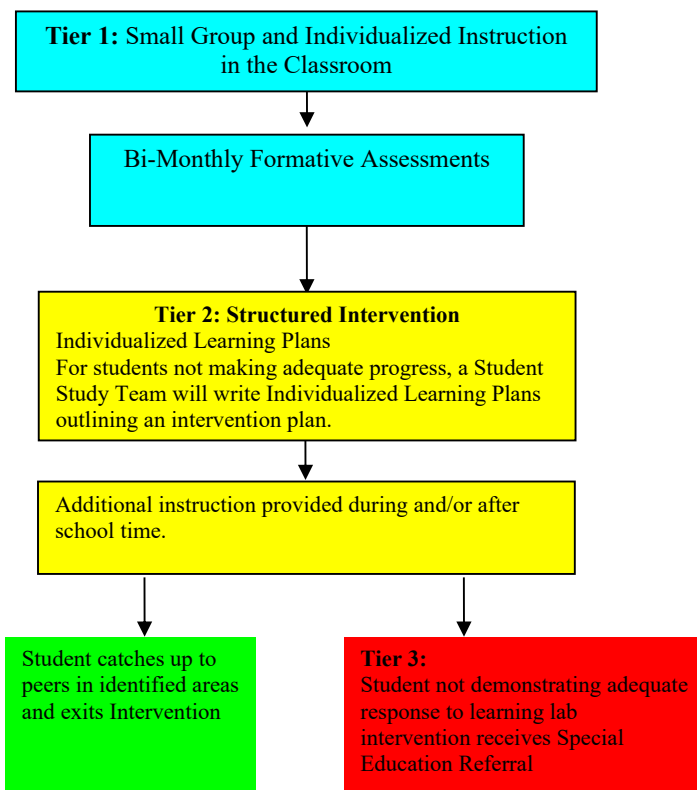 Tier 1: Small Group and Individualized Instruction
in the Classroom
Bi-Monthly Formative Assessments
Tier 2: Structured Intervention
Individualized Learning Plans
For students not making adequate progress, a Student
Study Team will write Individualized Learning Plans
outlining an intervention plan.
Additional instruction provided during and/or after
school time.
Student catches up to
peers in identified areas
and exits Intervention
Tier 3:
Student not demonstrating adequate
response to learning lab
intervention receives Special
Education Referral